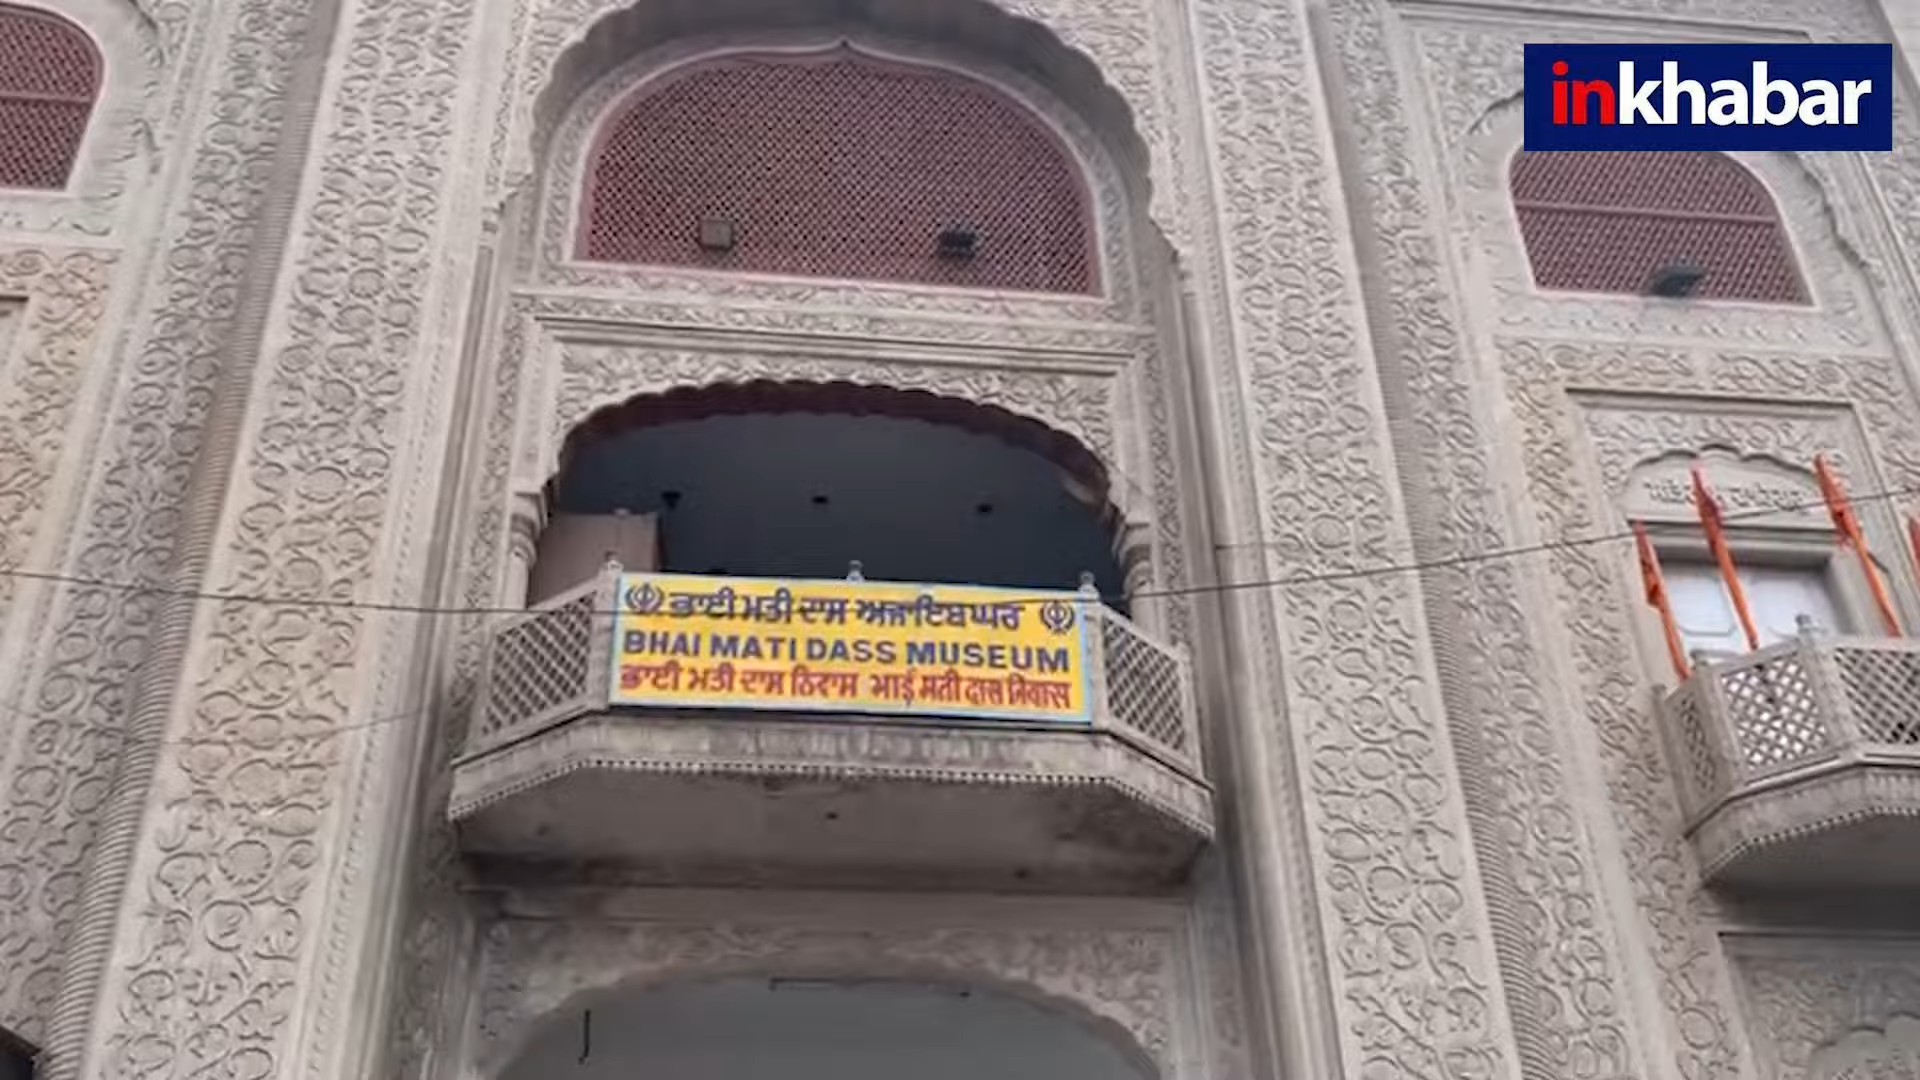 inkhabar
ਭਾਈ ਮਤੀ ਦਾਸ ਅਜਾਇਬਘਰ
BHAI MATI DASS MUSEUM
ਭਾਈ ਮਤੀ ਦਾਸ ਨਿਵਾਸ भाई मती दास निवास